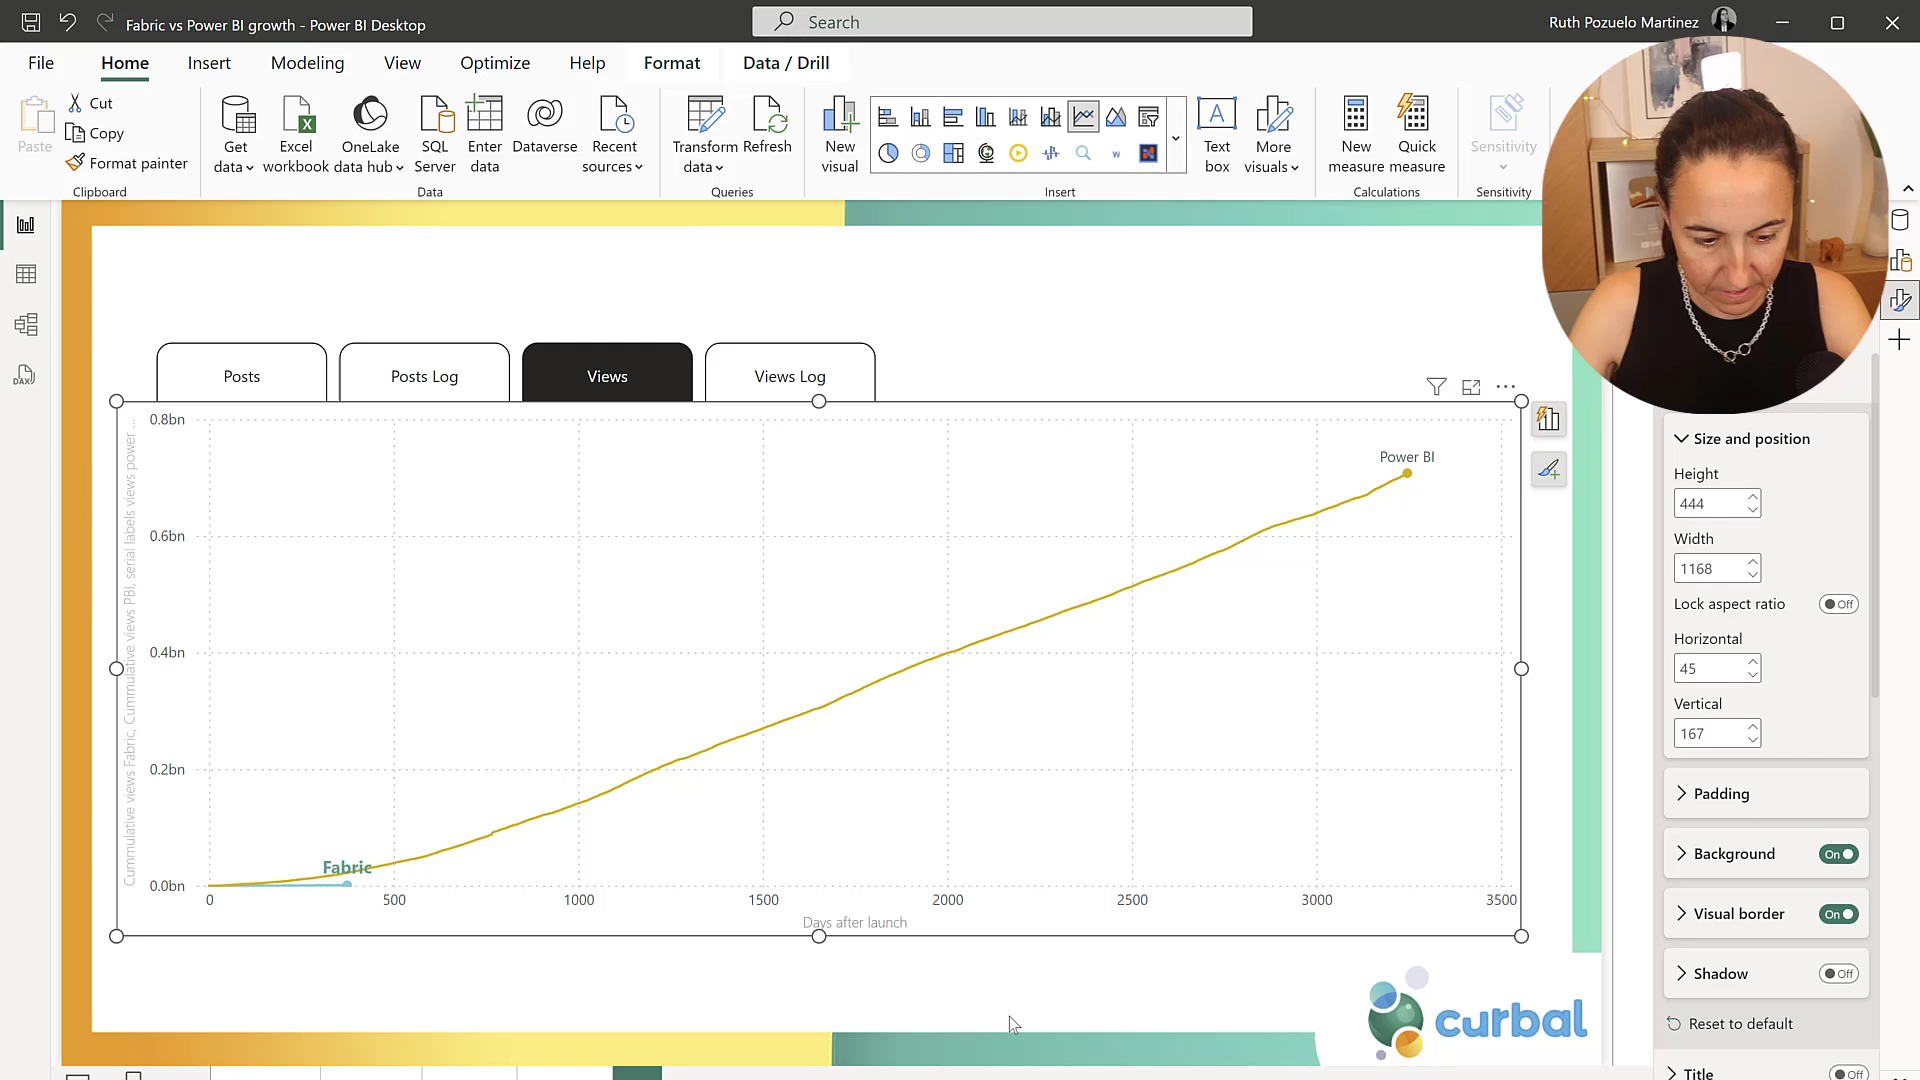 Fabric vs Power BI growth - Power BI Desktop
Search
Ruth Pozuelo Martinez
File
Home
Insert
Modeling
View
Optimize
Help
Format
Data / Drill
Paste
Cut
Copy
Format painter
Clipboard
Get
data
Excel
workbook
OneLake
data hub
SQL
Server
Enter
data
Dataverse
Recent
sources
Data
Transform
data
Refresh
Queries
New
visual
Text
box
More
visuals
Insert
New
measure
Quick
measure
Calculations
Sensitivity
Sensitivity
DAX
Posts
Posts Log
Views
Views Log
Cummulative views Fabric, Cummulative views PBI, serial labels views power ...
0.8bn
0.6bn
0.4bn
0.2bn
0.0bn
Power BI
Fabric
0
500
1000
1500
2000
2500
3000
3500
Days after launch
curbal
Size and position
Height
444
Width
1168
Lock aspect ratio
Off
Horizontal
45
Vertical
167
Padding
Background
On
Visual border
On
Shadow
Off
Reset to default
Title
Off